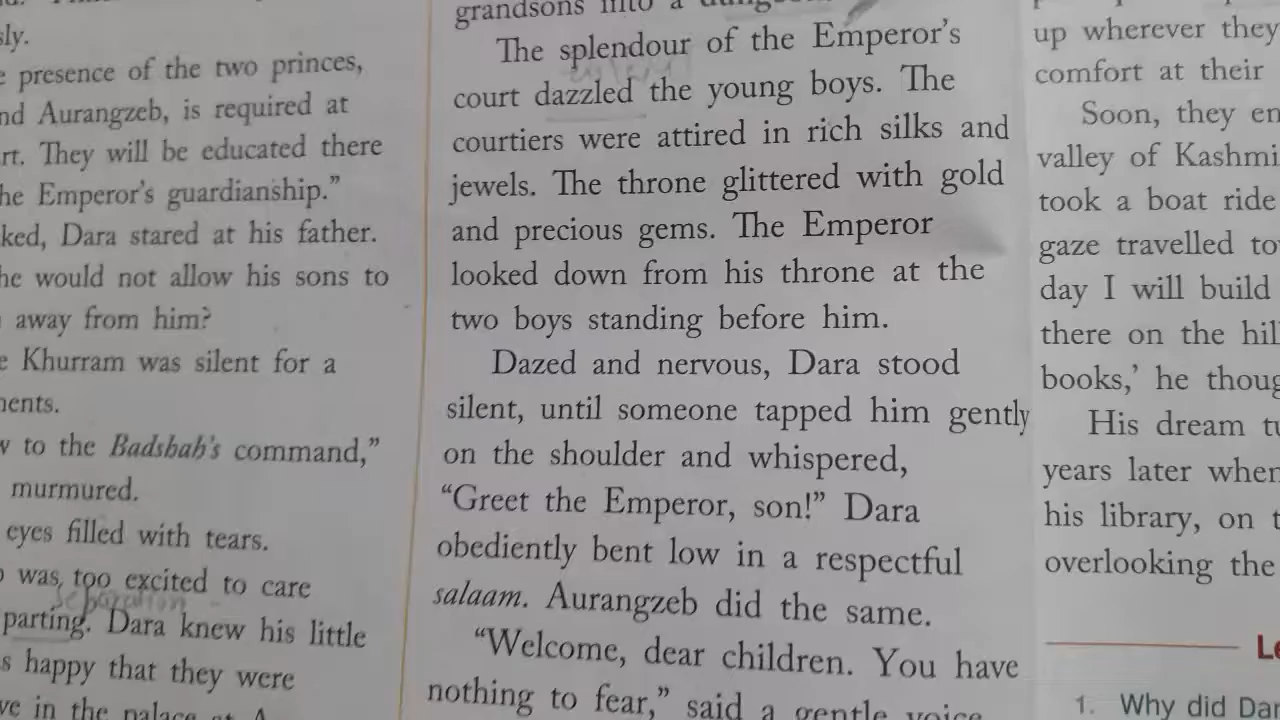 sly.
presence of the two princes,
nd Aurangzeb, is required at
rt. They will be educated there
he Emperor's guardianship.”
ked, Dara stared at his father.
he would not allow his sons to
away from him?
e Khurram was silent for a
nents.
w to the Badshah's command,”
murmured.
eyes filled with tears.
was too excited to care
separation
parting. Dara knew his little
s happy that they were
ve in the palace at
grandsons into a
The splendour of the Emperor's
court dazzled the young boys. The
courtiers were attired in rich silks and
jewels. The throne glittered with gold
and precious gems. The Emperor
looked down from his throne at the
two boys standing before him.
Dazed and nervous, Dara stood
silent, until someone tapped him gently
on the shoulder and whispered,
“Greet the Emperor, son!” Dara
obediently bent low in a respectful
salaam. Aurangzeb did the same.
“Welcome, dear children. You have
nothing to fear,” said a gentle voice
up wherever they
comfort at their
Soon, they en
valley of Kashmi
took a boat ride
gaze travelled to
day I will build
there on the hil
books,’ he thoug
His dream tu
years later when
his library, on t
overlooking the
Le
1. Why did Dar